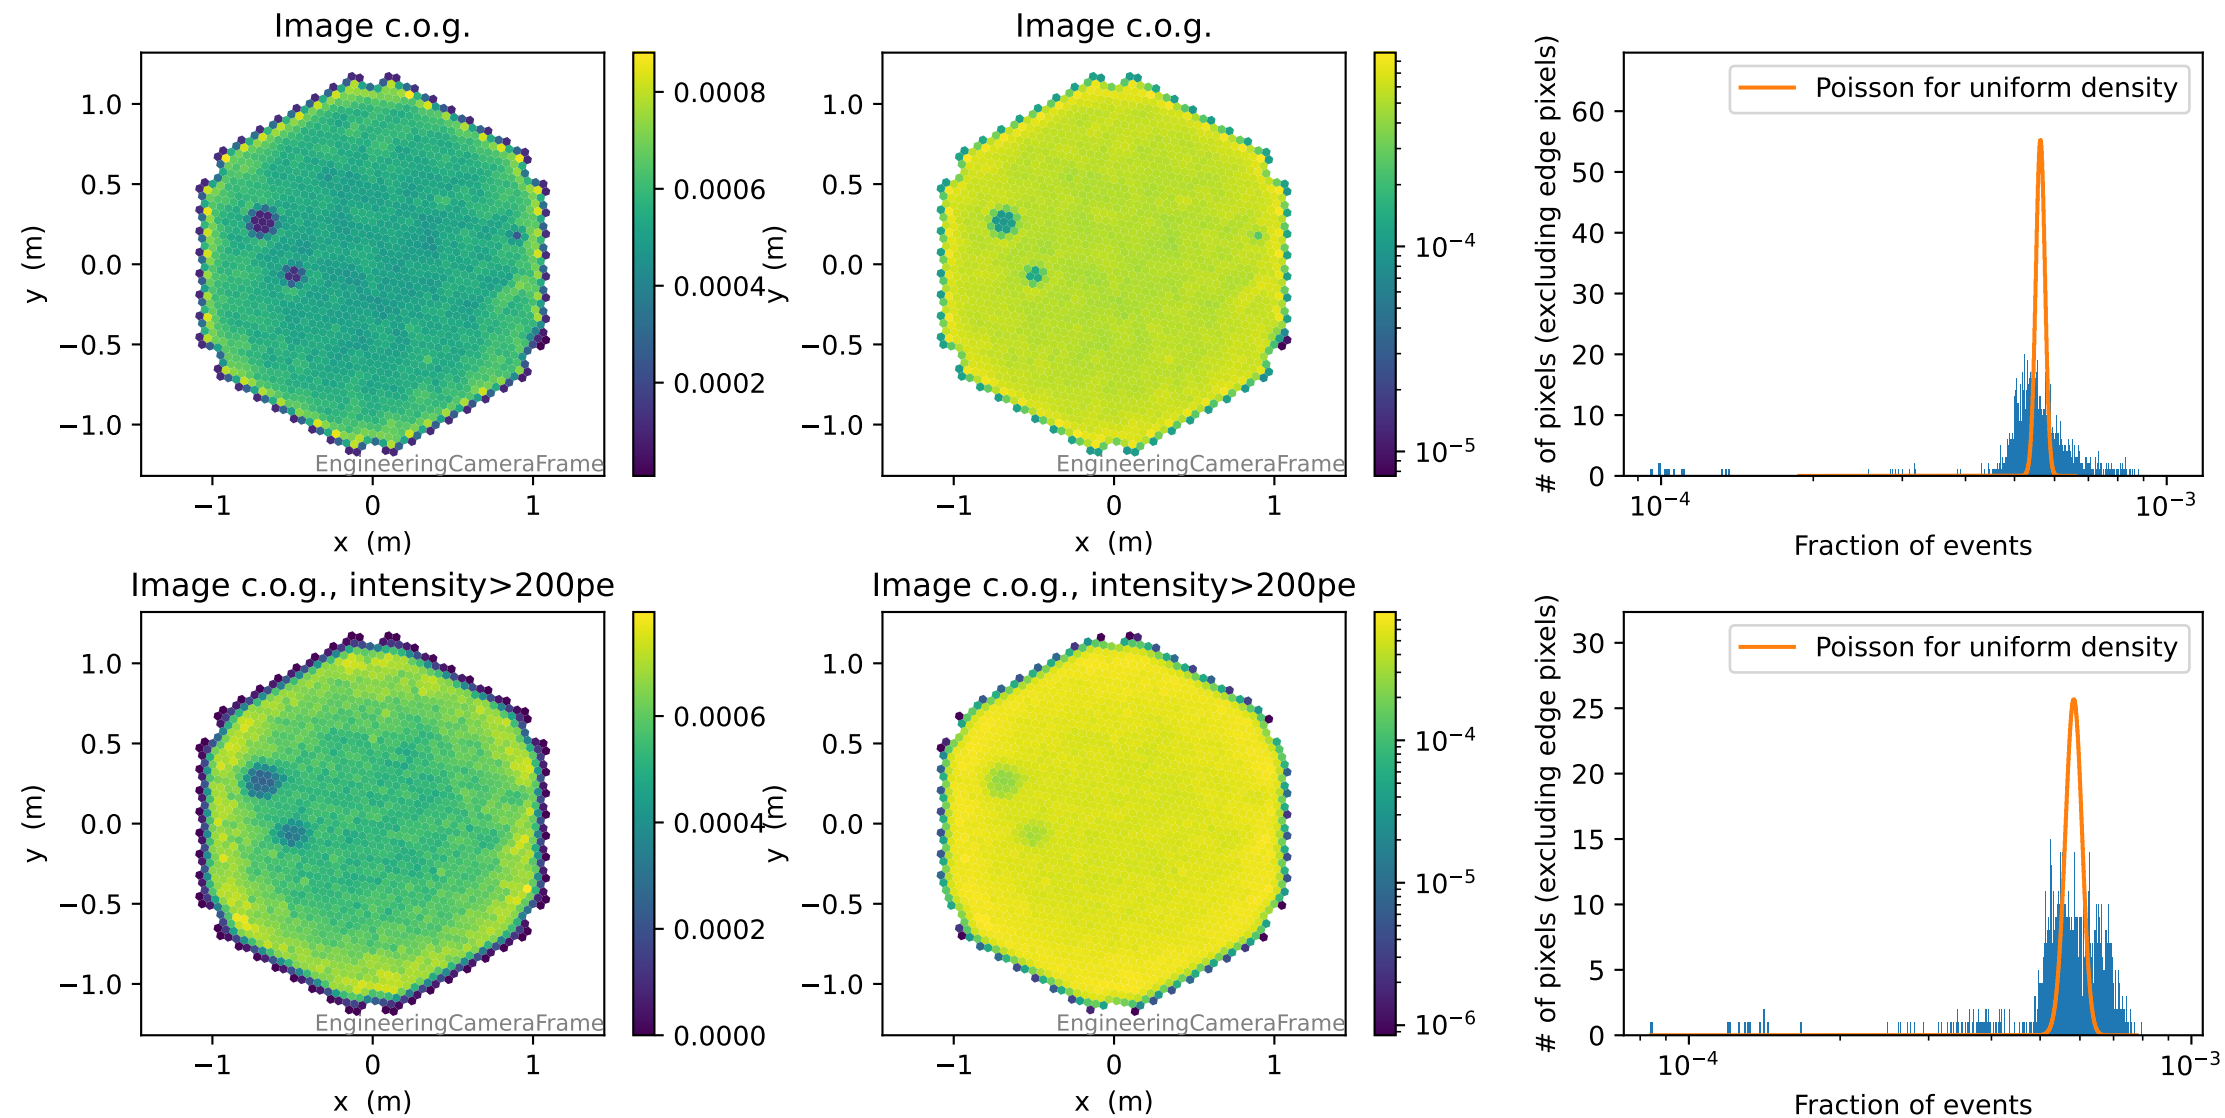 Image c.o.g.
1.0
0.5
0.0
−0.5
−1.0
y (m)
−1
0
1
x (m)
EngineeringCameraFrame
0.0008
0.0006
0.0004
0.0002
Image c.o.g.
1.0
0.5
0.0
−0.5
−1.0
y (m)
−1
0
1
x (m)
EngineeringCameraFrame
10⁻⁴
10⁻⁵
Poisson for uniform density
# of pixels (excluding edge pixels)
60
50
40
30
20
10
0
10⁻⁴
10⁻³
Fraction of events
Image c.o.g., intensity>200pe
1.0
0.5
0.0
−0.5
−1.0
y (m)
−1
0
1
x (m)
EngineeringCameraFrame
0.0006
0.0004
0.0002
0.0000
Image c.o.g., intensity>200pe
1.0
0.5
0.0
−0.5
−1.0
y (m)
−1
0
1
x (m)
EngineeringCameraFrame
10⁻⁴
10⁻⁵
10⁻⁶
Poisson for uniform density
# of pixels (excluding edge pixels)
30
25
20
15
10
5
0
10⁻⁴
10⁻³
Fraction of events